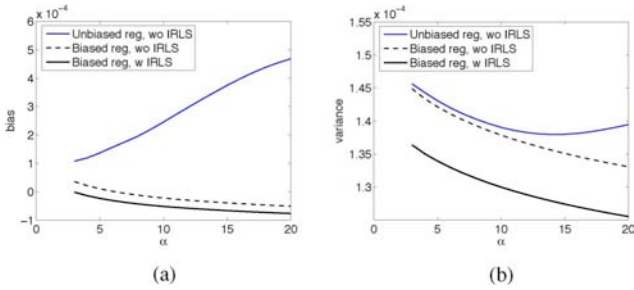 x 10⁻⁴
6
5
4
3
2
1
0
−1
bias
Unbiased reg, wo IRLS
Biased reg, wo IRLS
Biased reg, w IRLS
0
5
10
15
20
α
(a)
x 10⁻⁴
1.55
1.5
1.45
1.4
1.35
1.3
variance
Unbiased reg, wo IRLS
Biased reg, wo IRLS
Biased reg, w IRLS
0
5
10
15
20
α
(b)